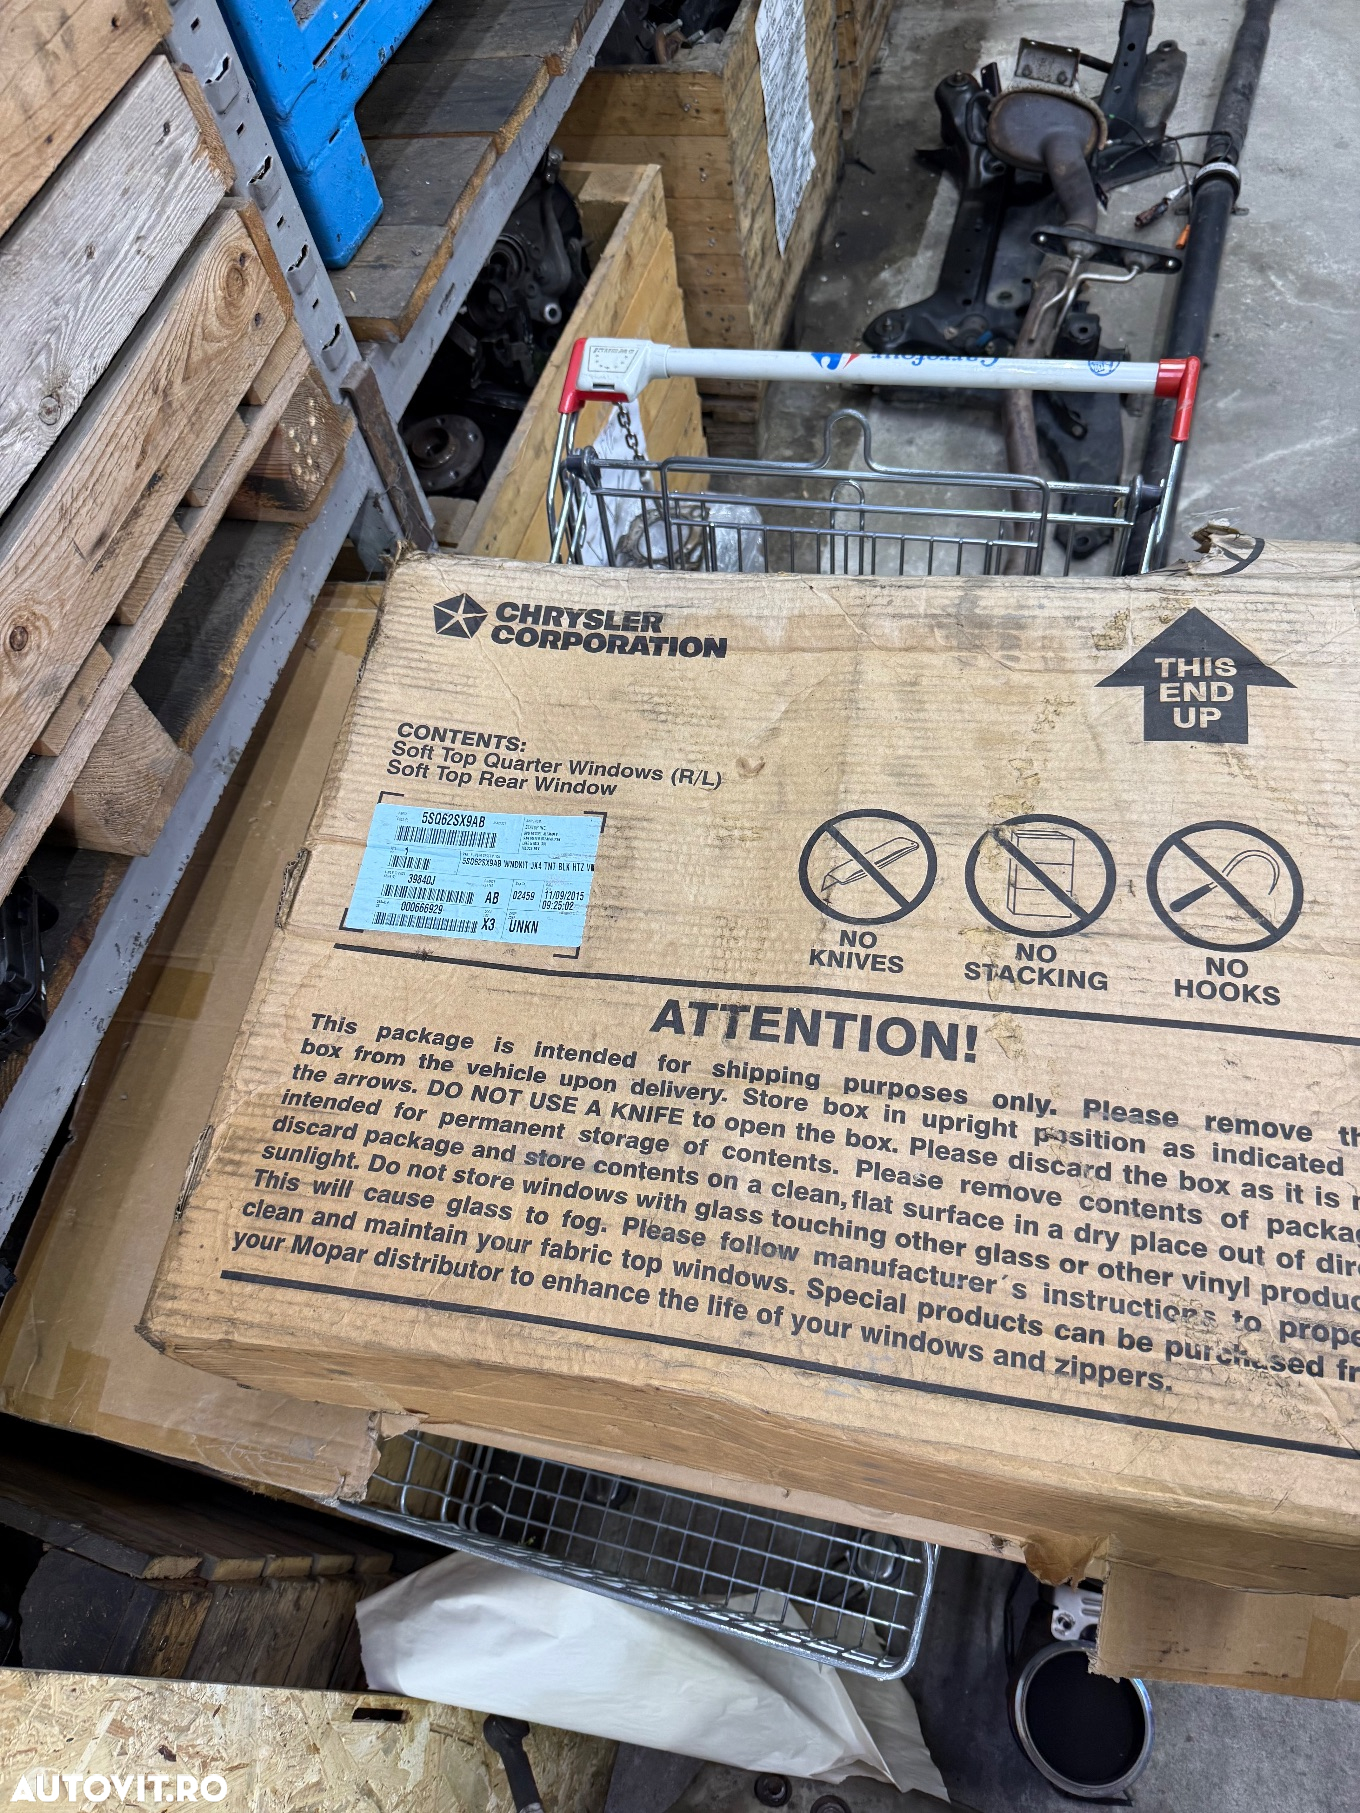 Carrefour
CHRYSLER
CORPORATION
THIS
END
UP
CONTENTS:
Soft Top Quarter Windows (R/L)
Soft Top Rear Window
5SQ62SX9AB
1
5SQ62SX9AB WNDKIT JK4 TNT BLK HTZ W
39840J
AB
02459
11/09/2015
09:25:02
000666929
X3
UNKN
NO
KNIVES
NO
STACKING
NO
HOOKS
ATTENTION!
This package is intended for shipping purposes only. Please remove th
box from the vehicle upon delivery. Store box in upright position as indicated
the arrows. DO NOT USE A KNIFE to open the box. Please discard the box as it is n
intended for permanent storage of contents. Please remove contents of packa
discard package and store contents on a clean, flat surface in a dry place out of dire
sunlight. Do not store windows with glass touching other glass or other vinyl produc
This will cause glass to fog. Please follow manufacturer's instructions to prope
clean and maintain your fabric top windows. Special products can be purchased fr
your Mopar distributor to enhance the life of your windows and zippers.
AUTOVIT.RO